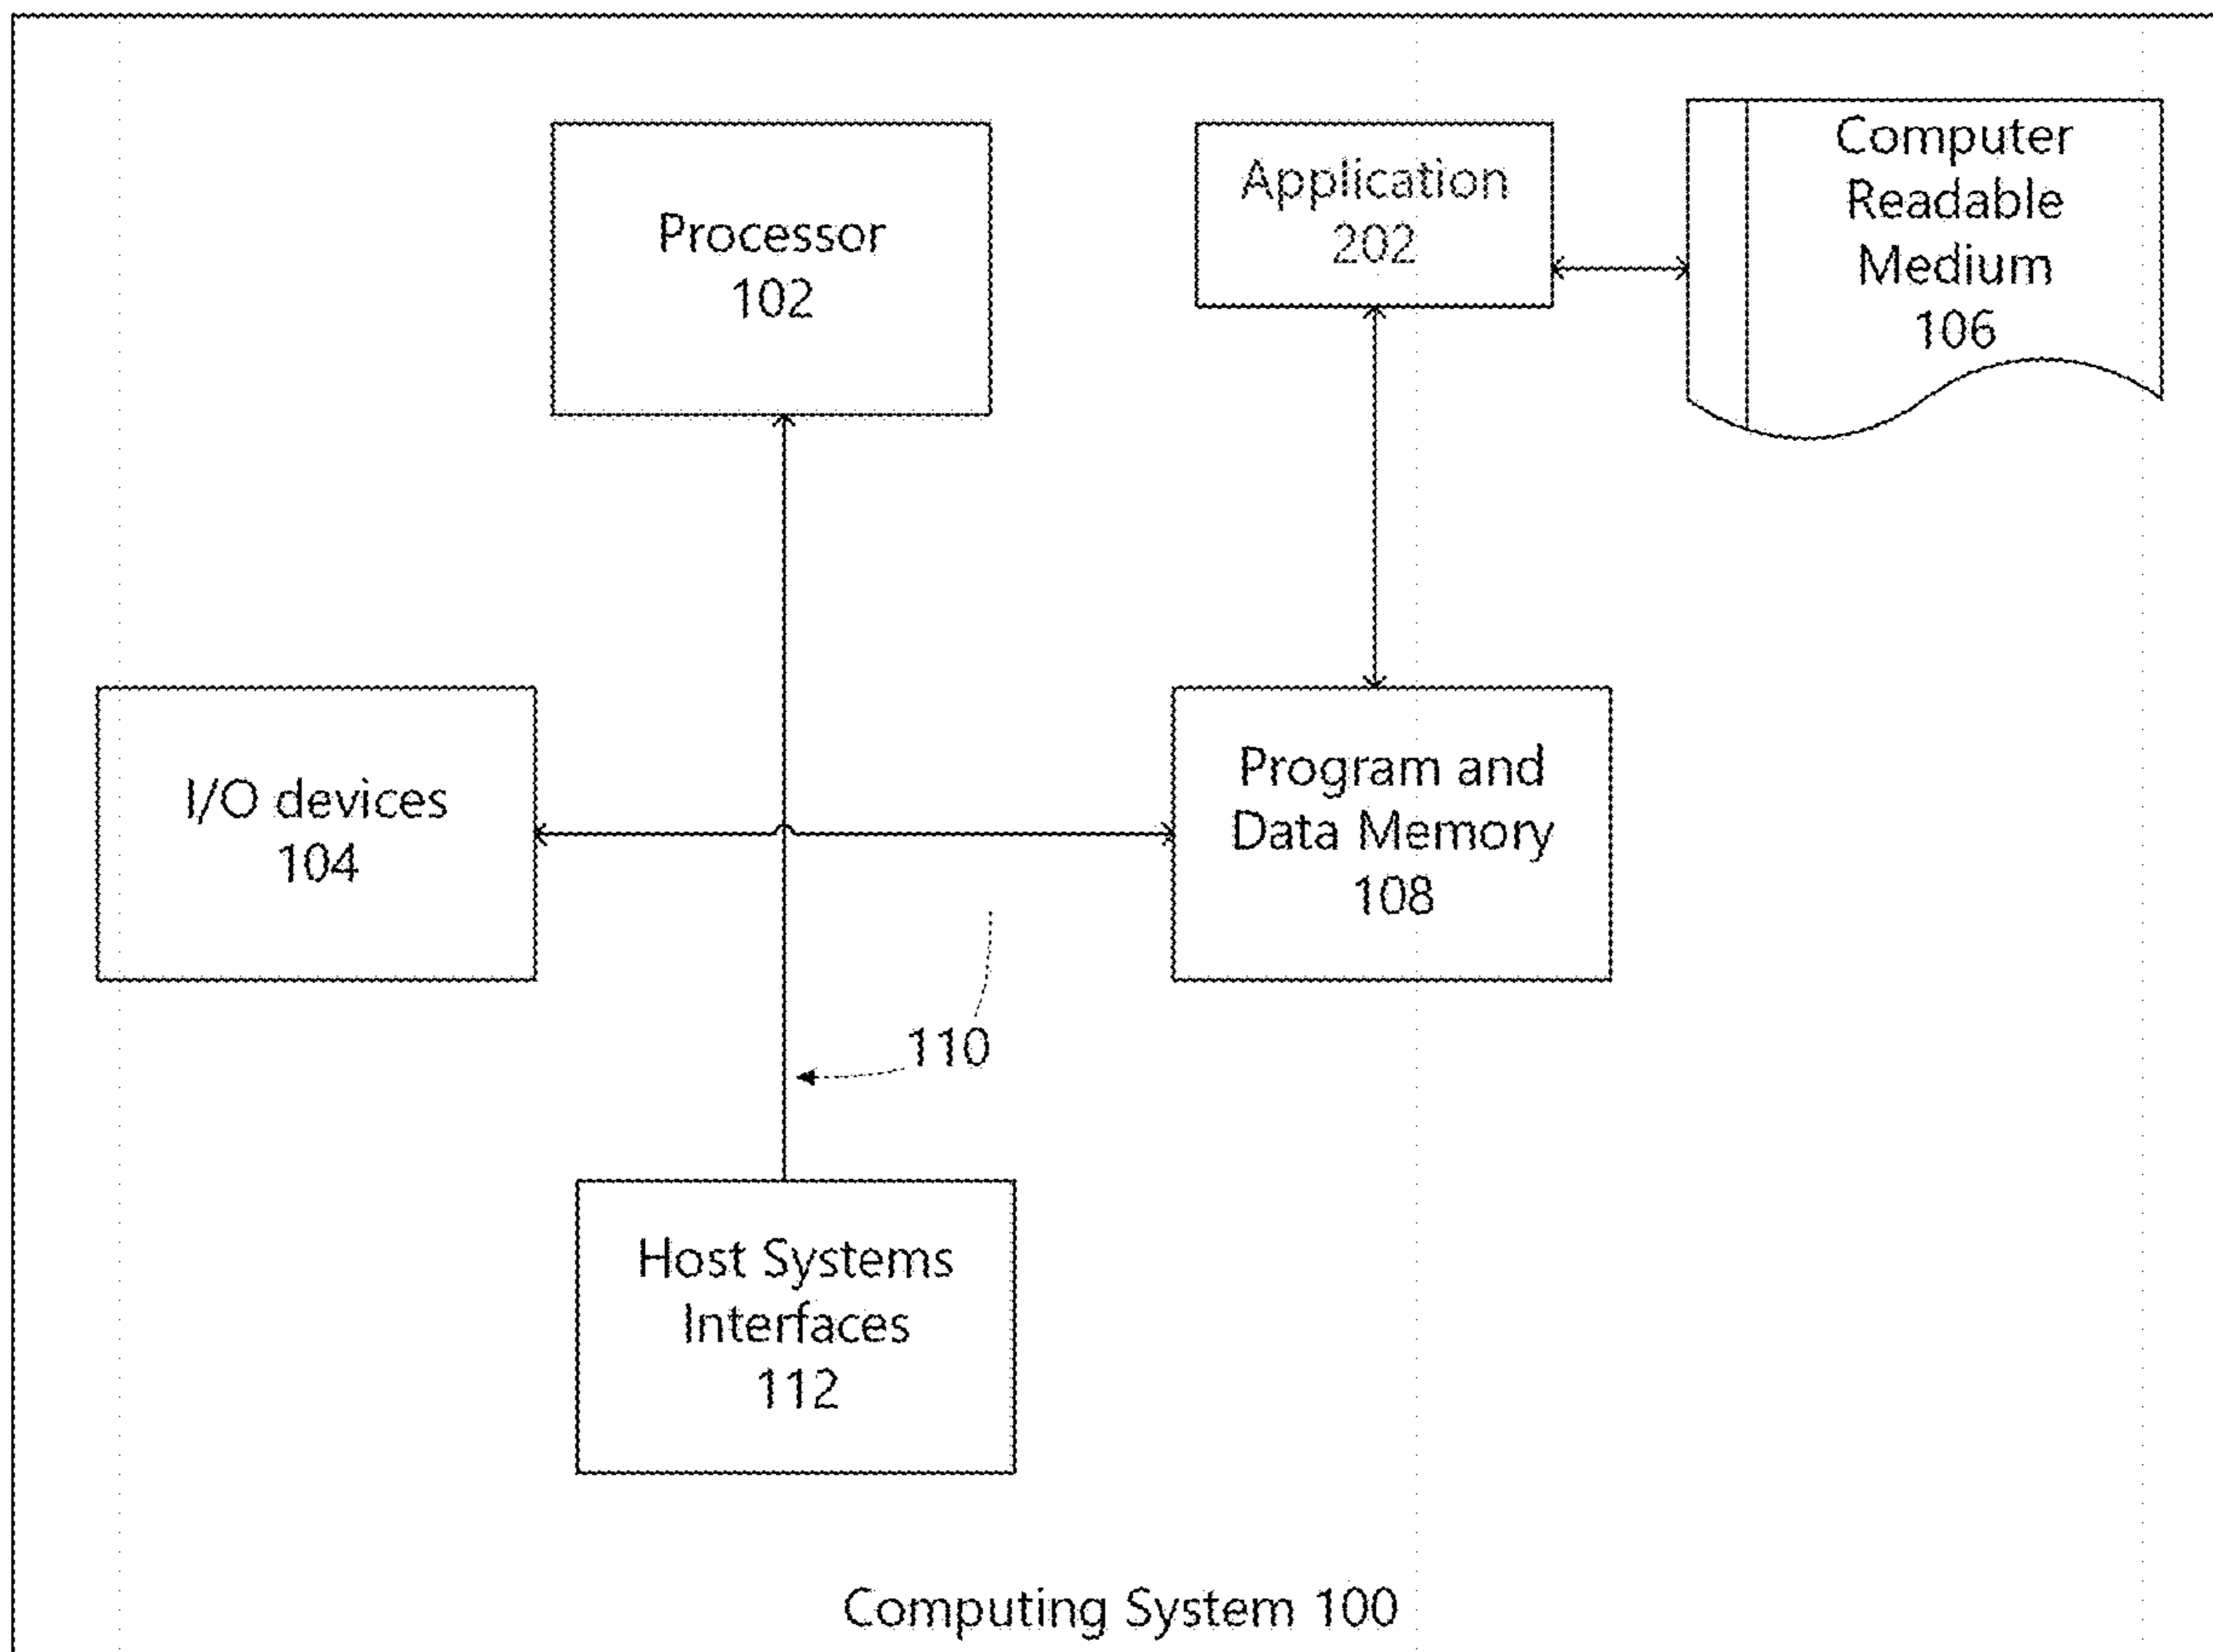 Processor
102
Application
202
Computer
Readable
Medium
106
I/O devices
104
Program and
Data Memory
108
110
Host Systems
Interfaces
112
Computing System 100